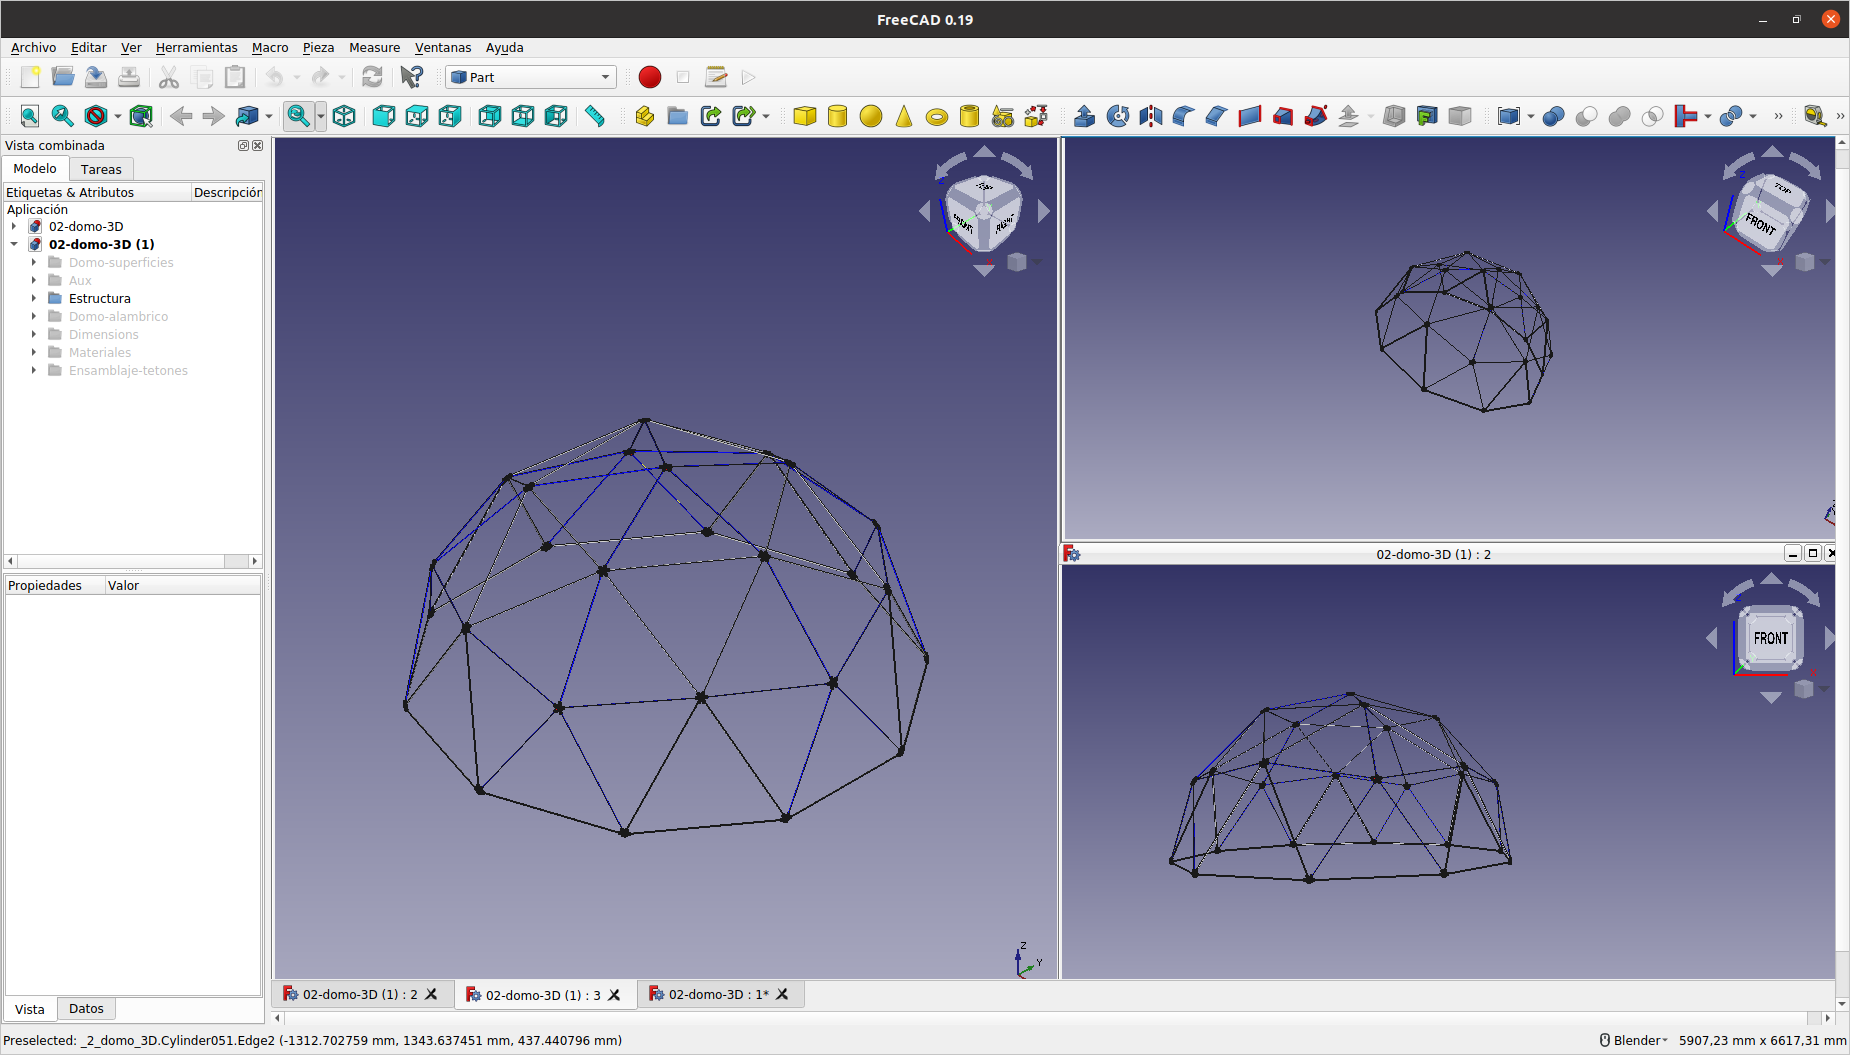 FreeCAD 0.19
Archivo Editar Ver Herramientas Macro Pieza Measure Ventanas Ayuda
Part
Vista combinada
Modelo Tareas
Etiquetas & Atributos Descripción
Aplicación
02-domo-3D
02-domo-3D (1)
Domo-superficies
Aux
Estructura
Domo-alambrico
Dimensions
Materiales
Ensamblaje-tetones
Propiedades Valor
Vista Datos
TOP
FRONT
RIGHT
Z
Y
Z
TOP
FRONT
X
02-domo-3D (1) : 2
Z
FRONT
02-domo-3D (1) : 2 02-domo-3D (1) : 3 02-domo-3D : 1*
Preselected: _2_domo_3D.Cylinder051.Edge2 (-1312.702759 mm, 1343.637451 mm, 437.440796 mm) Blender 5907,23 mm x 6617,31 mm